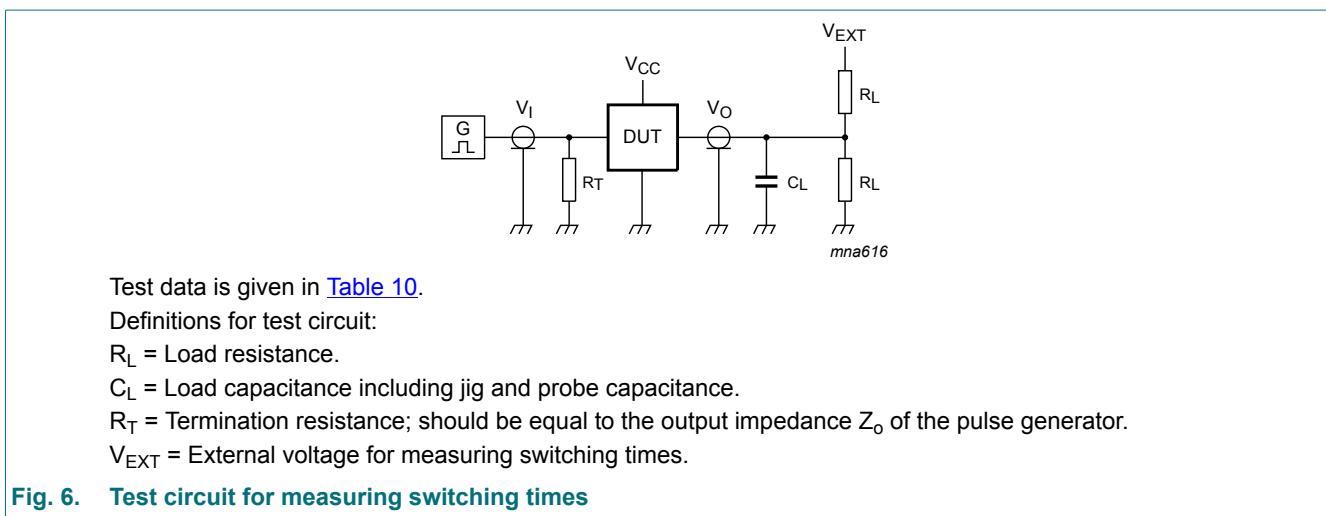 VEXT
VCC
RL
VI
VO
G
DUT
RT
CL
RL
mna616
Test data is given in Table 10.
Definitions for test circuit:
RL = Load resistance.
CL = Load capacitance including jig and probe capacitance.
RT = Termination resistance; should be equal to the output impedance Zo of the pulse generator.
VEXT = External voltage for measuring switching times.
Fig. 6. Test circuit for measuring switching times